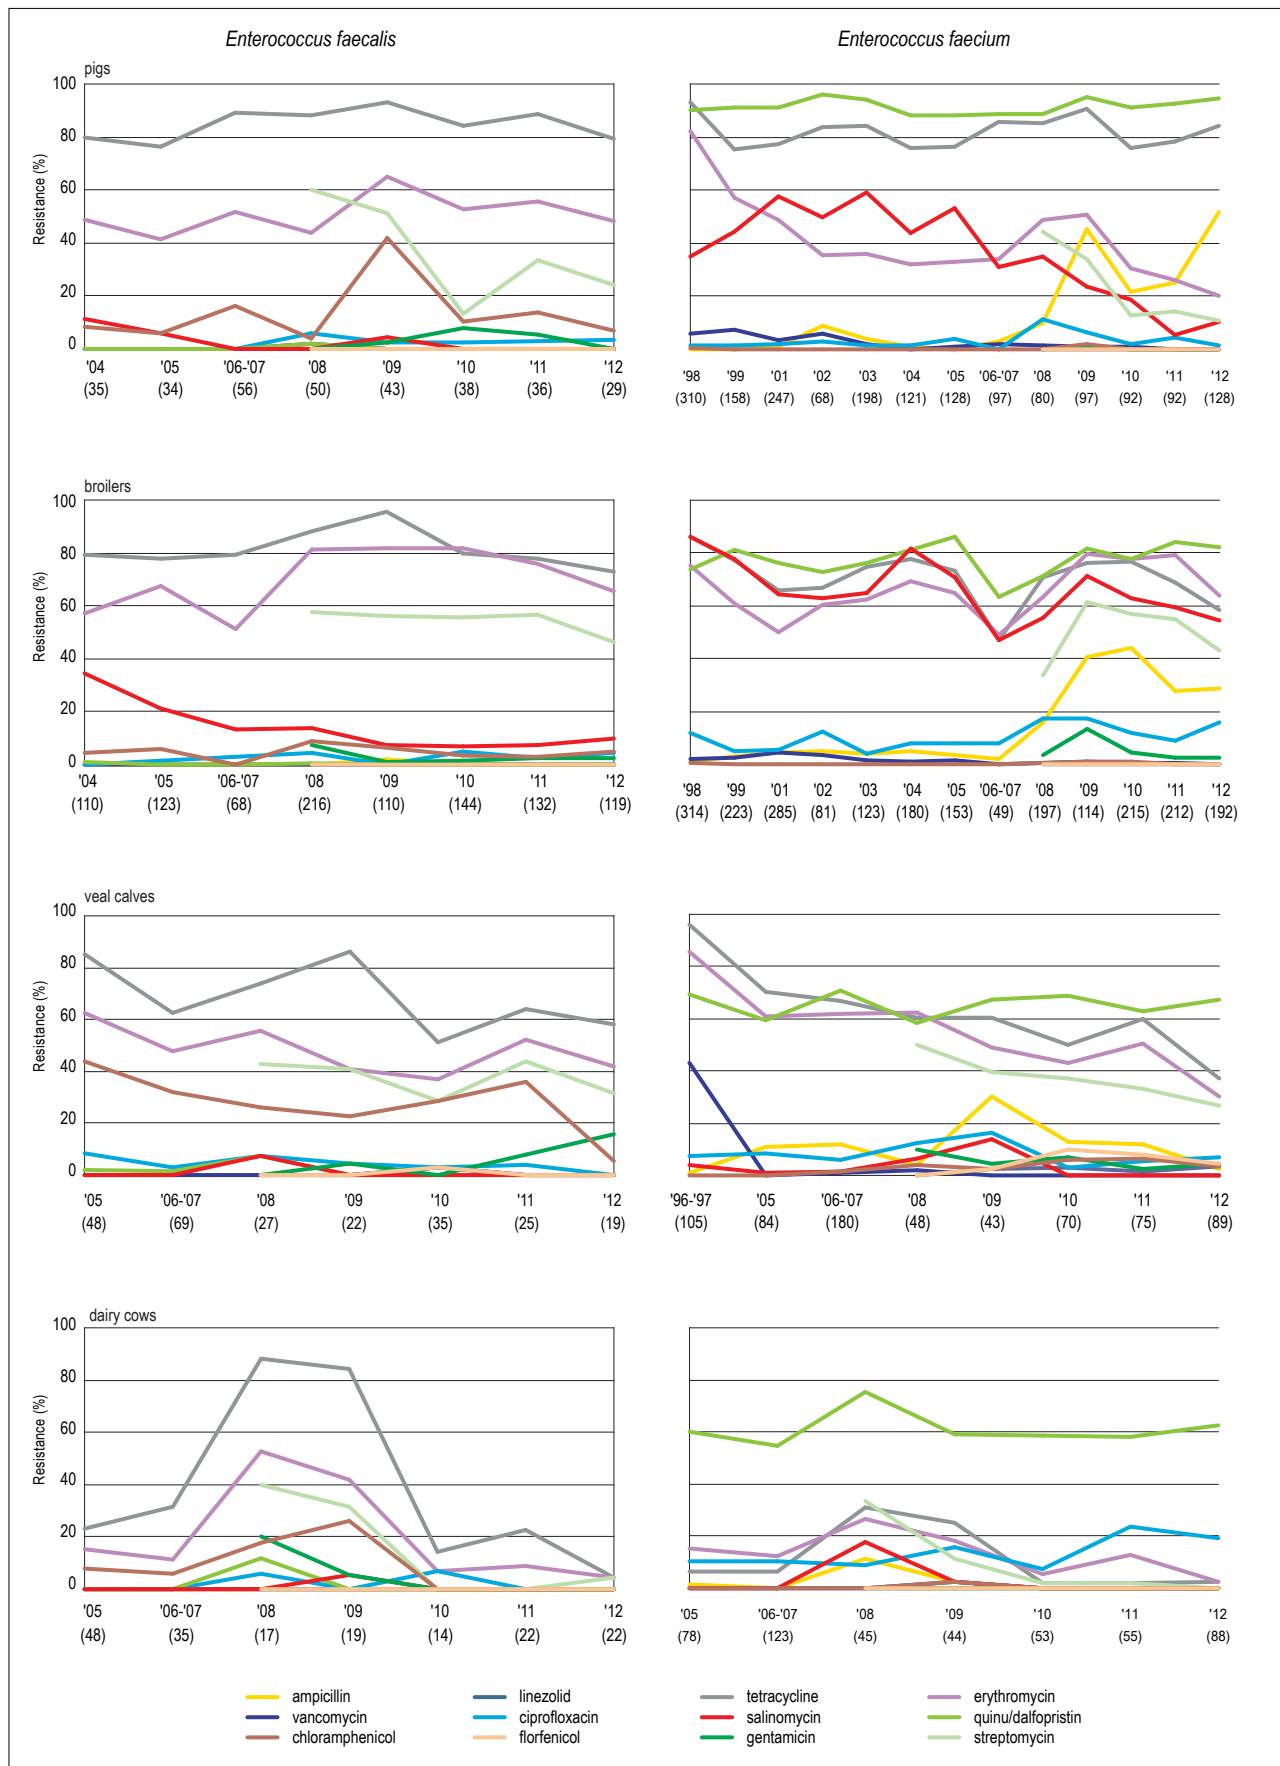 Enterococcus faecalis
Enterococcus faecium
pigs
Resistance (%)
100
80
60
40
20
0
'04 '05 '06-'07 '08 '09 '10 '11 '12
(35) (34) (56) (50) (43) (38) (36) (29)
'98 '99 '01 '02 '03 '04 '05 '06-'07 '08 '09 '10 '11 '12
(310) (158) (247) (68) (198) (121) (128) (97) (80) (97) (92) (92) (128)
broilers
Resistance (%)
100
80
60
40
20
0
'04 '05 '06-'07 '08 '09 '10 '11 '12
(110) (123) (68) (216) (110) (144) (132) (119)
'98 '99 '01 '02 '03 '04 '05 '06-'07 '08 '09 '10 '11 '12
(314) (223) (285) (81) (123) (180) (153) (49) (197) (114) (215) (212) (192)
veal calves
Resistance (%)
100
80
60
40
20
0
'05 '06-'07 '08 '09 '10 '11 '12
(48) (69) (27) (22) (35) (25) (19)
'96-'97 '05 '06-'07 '08 '09 '10 '11 '12
(105) (84) (180) (48) (43) (70) (75) (89)
dairy cows
Resistance (%)
100
80
60
40
20
0
'05 '06-'07 '08 '09 '10 '11 '12
(48) (35) (17) (19) (14) (22) (22)
'05 '06-'07 '08 '09 '10 '11 '12
(78) (123) (45) (44) (53) (55) (88)
ampicillin linezolid tetracycline erythromycin
vancomycin ciprofloxacin salinomycin quinu/dalfopristin
chloramphenicol florfenicol gentamicin streptomycin